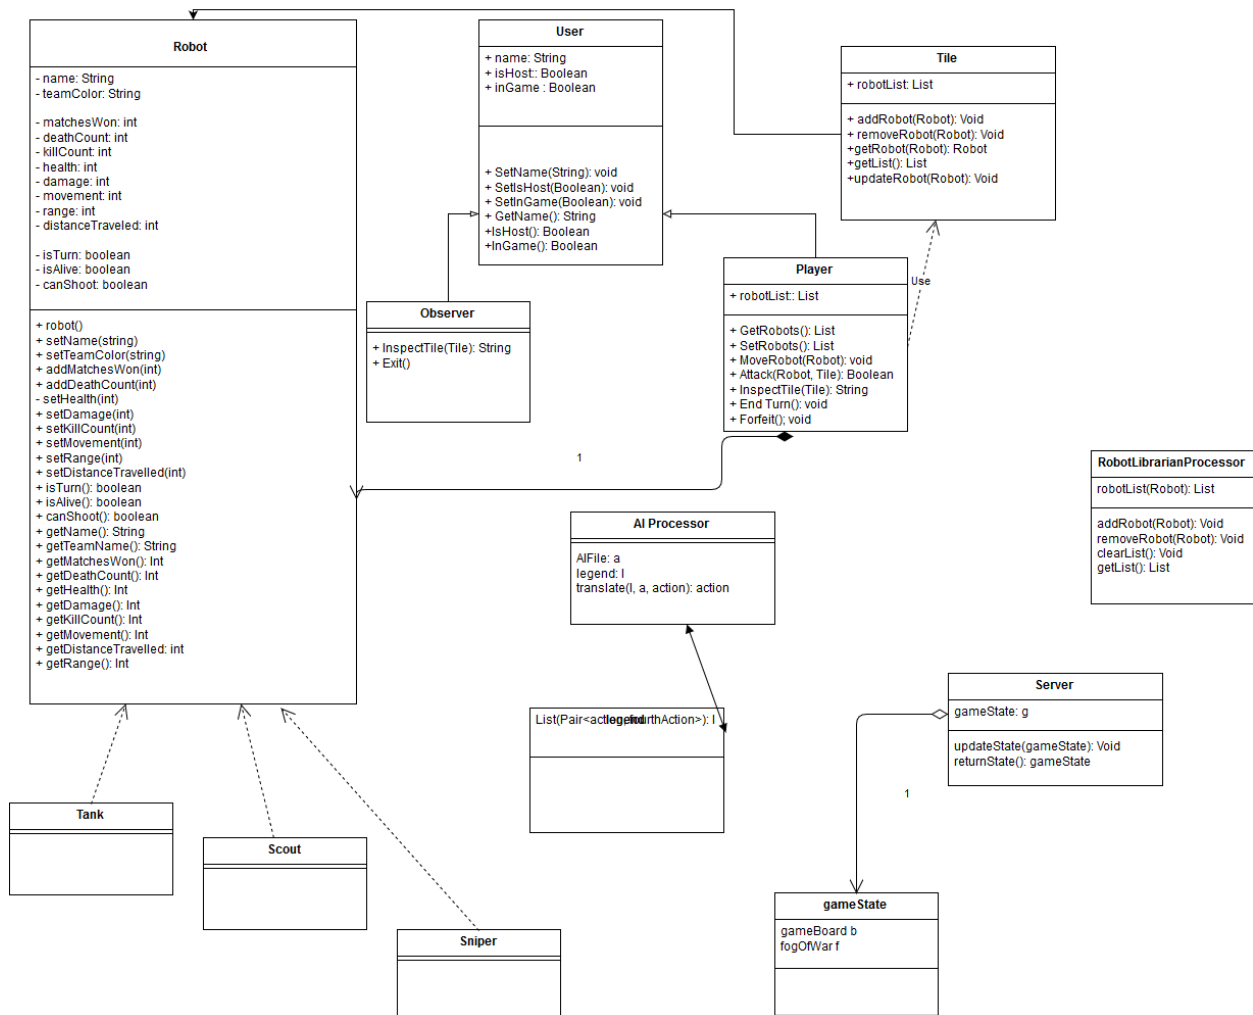 Robot
- name: String
- teamColor: String
- matchesWon: int
- deathCount: int
- killCount: int
- health: int
- damage: int
- movement: int
- range: int
- distanceTraveled: int
- isTurn: boolean
- isAlive: boolean
- canShoot: boolean
+ robot()
+ setName(string)
+ setTeamColor(string)
+ addMatchesWon(int)
+ addDeathCount(int)
- setHealth(int)
+ setDamage(int)
+ setKillCount(int)
+ setMovement(int)
+ setRange(int)
+ setDistanceTravelled(int)
+ isTurn(): boolean
+ isAlive(): boolean
+ canShoot(): boolean
+ getName(): String
+ getTeamName(): String
+ getMatchesWon(): Int
+ getDeathCount(): Int
+ getHealth(): Int
+ getDamage(): Int
+ getKillCount(): Int
+ getMovement(): Int
+ getDistanceTravelled: int
+ getRange(): Int
User
+ name: String
+ isHost:: Boolean
+ inGame : Boolean
+ SetName(String): void
+ SetIsHost(Boolean): void
+ SetInGame(Boolean): void
+ GetName(): String
+IsHost(): Boolean
+InGame(): Boolean
Tile
+ robotList: List
+ addRobot(Robot): Void
+ removeRobot(Robot): Void
+getRobot(Robot): Robot
+getList(): List
+updateRobot(Robot): Void
Use
Observer
+ InspectTile(Tile): String
+ Exit()
Player
+ robotList:: List
+ GetRobots(): List
+ SetRobots(): List
+ MoveRobot(Robot): void
+ Attack(Robot, Tile): Boolean
+ InspectTile(Tile): String
+ End Turn(): void
+ Forfeit(); void
1
RobotLibrarianProcessor
robotList(Robot): List
addRobot(Robot): Void
removeRobot(Robot): Void
clearList(): Void
getList(): List
AI Processor
AIFile: a
legend: l
translate(l, a, action): action
legend
List(Pair<action, fourthAction>): l
Server
gameState: g
updateState(gameState): Void
returnState(): gameState
1
gameState
gameBoard b
fogOfWar f
Tank
Scout
Sniper